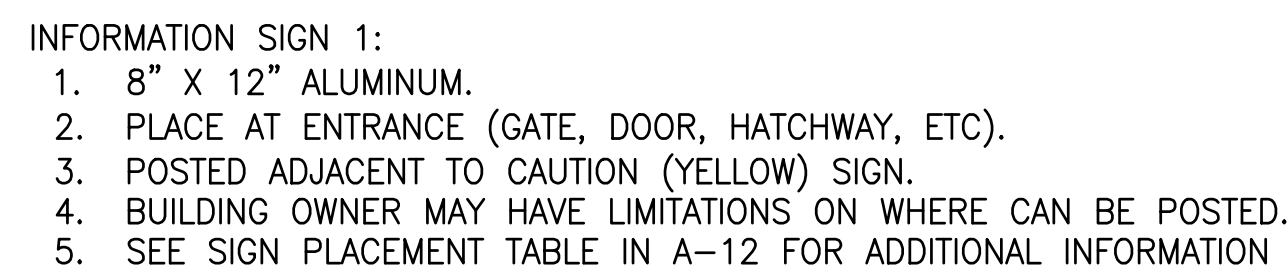 INFORMATION SIGN 1:
1. 8" X 12" ALUMINUM.
2. PLACE AT ENTRANCE (GATE, DOOR, HATCHWAY, ETC).
3. POSTED ADJACENT TO CAUTION (YELLOW) SIGN.
4. BUILDING OWNER MAY HAVE LIMITATIONS ON WHERE CAN BE POSTED.
5. SEE SIGN PLACEMENT TABLE IN A-12 FOR ADDITIONAL INFORMATION